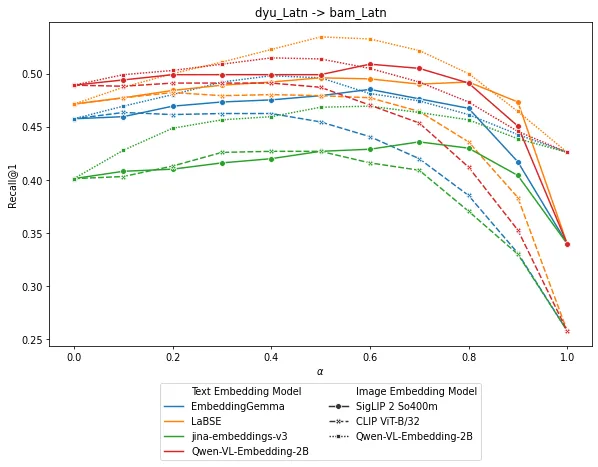 dyu_Latn -> bam_Latn
0.50
0.45
0.40
0.35
0.30
0.25
Recall@1
0.0 0.2 0.4 0.6 0.8 1.0
α
Text Embedding Model Image Embedding Model
EmbeddingGemma SigLIP 2 So400m
LaBSE CLIP ViT-B/32
jina-embeddings-v3 Qwen-VL-Embedding-2B
Qwen-VL-Embedding-2B